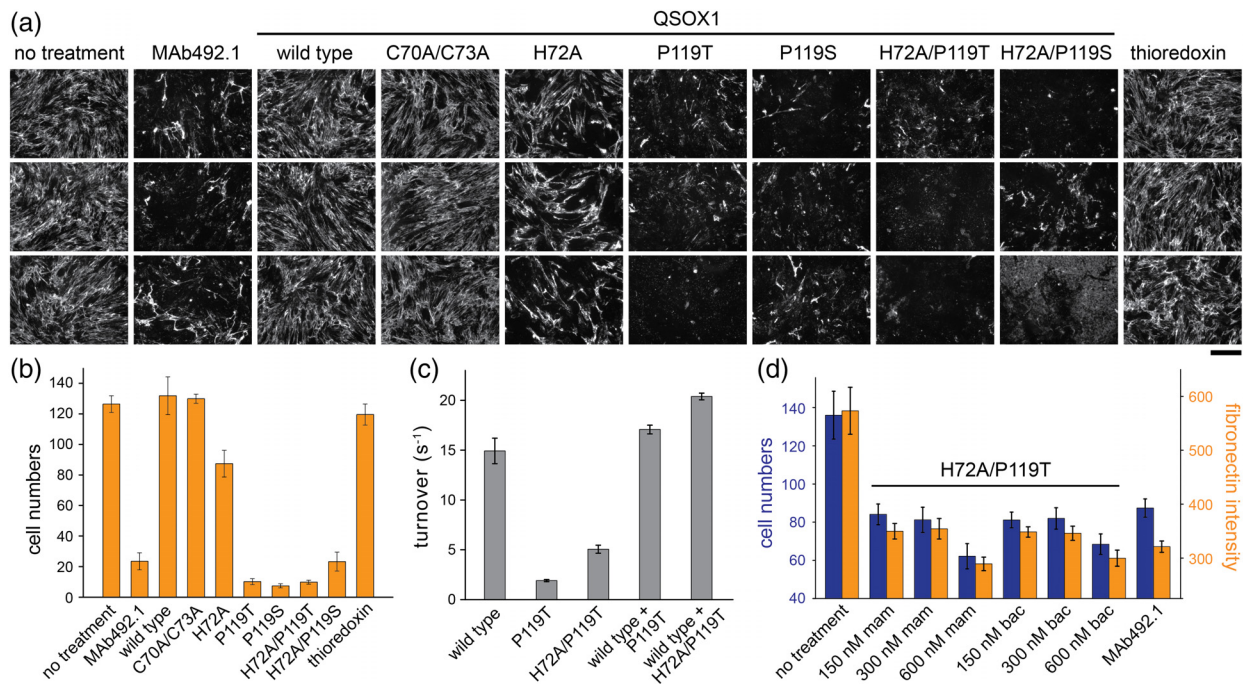 (a)
QSOX1
no treatment MAb492.1 wild type C70A/C73A H72A P119T P119S H72A/P119T H72A/P119S thioredoxin
(b)
cell numbers
140
120
100
80
60
40
20
0
no treatment
MAb492.1
wild type
C70A/C73A
H72A
P119T
P119S
H72A/P119T
H72A/P119S
thioredoxin
(c)
turnover (s⁻¹)
20
15
10
5
0
wild type
P119T
H72A/P119T
wild type +
P119T
wild type +
H72A/P119T
(d)
cell numbers
140
120
100
80
60
40
H72A/P119T
600
500
400
300
fibronectin intensity
no treatment
150 nM mam
300 nM mam
600 nM mam
150 nM bac
300 nM bac
600 nM bac
MAb492.1